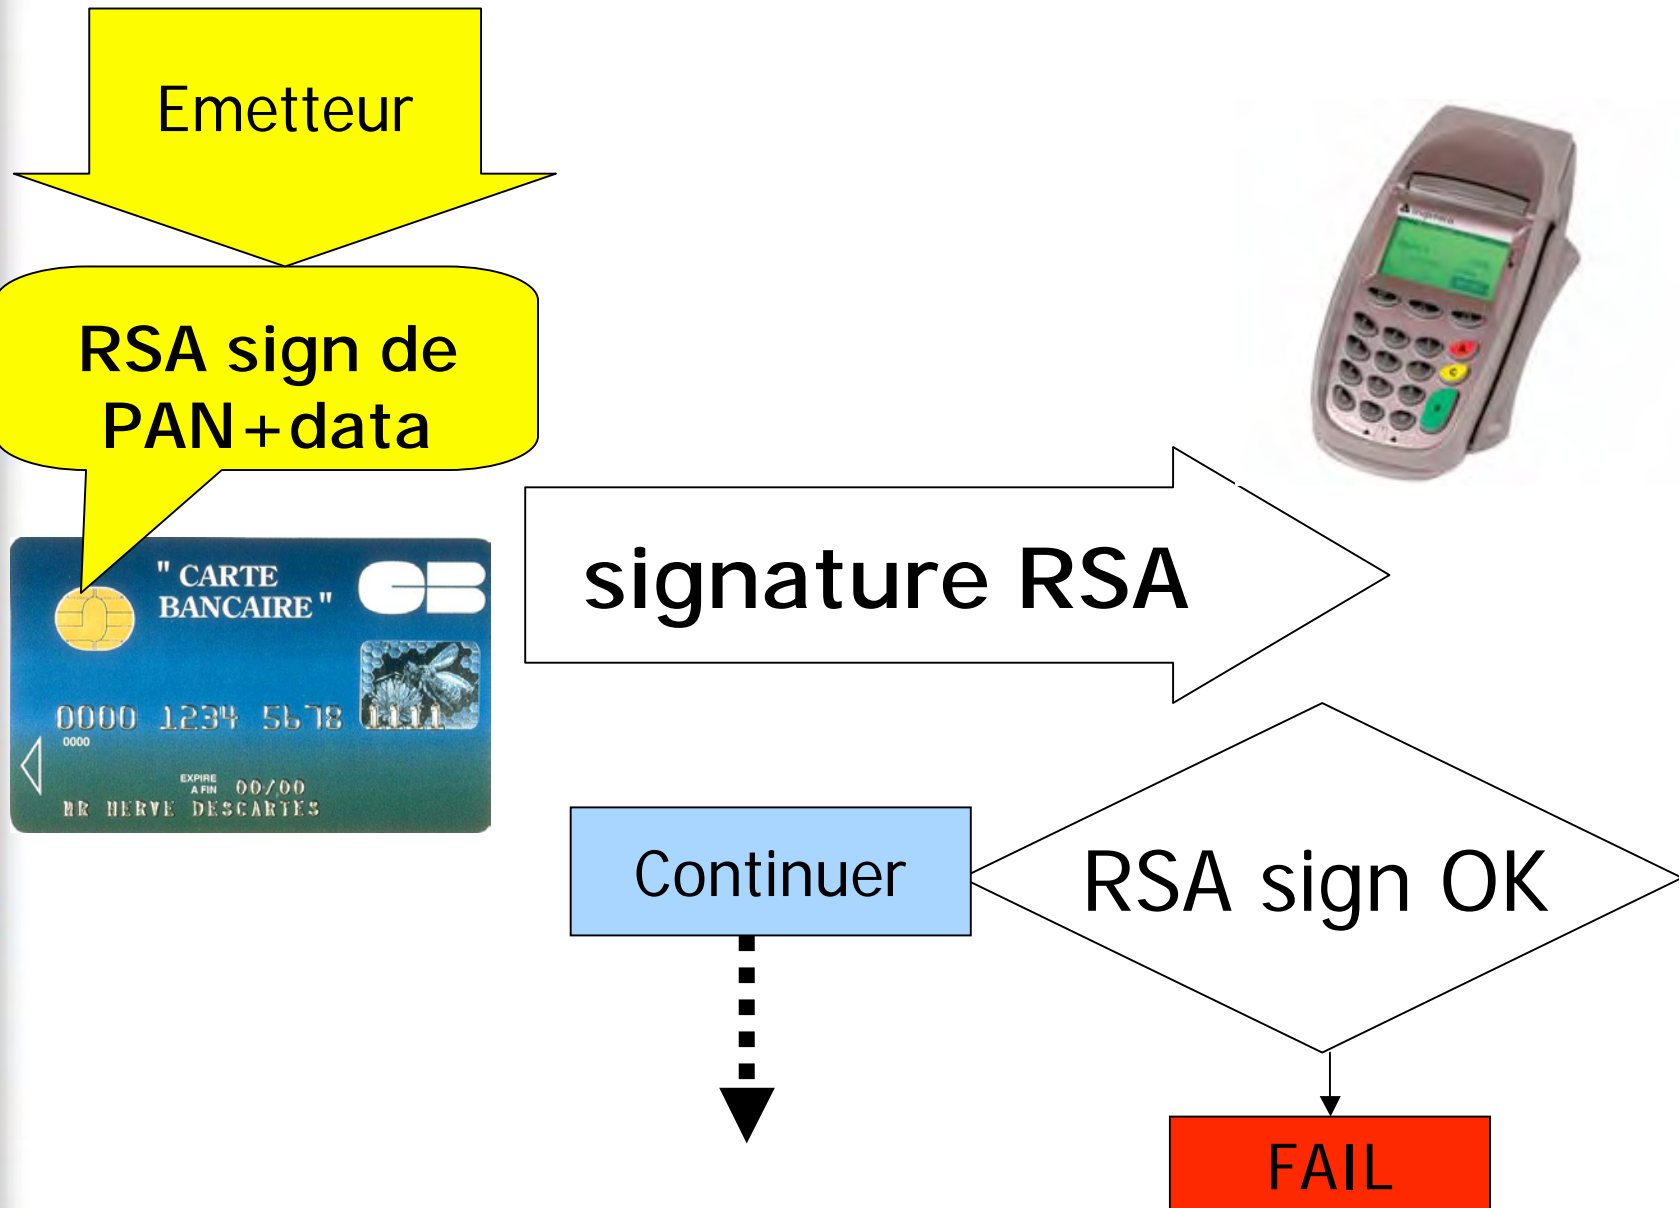 Emetteur
RSA sign de
PAN+data
" CARTE
BANCAIRE "
CB
0000 1234 5678 1111
0000
EXPIRE
A FIN 00/00
MR HERVE DESCARTES
signature RSA
Continuer
RSA sign OK
FAIL